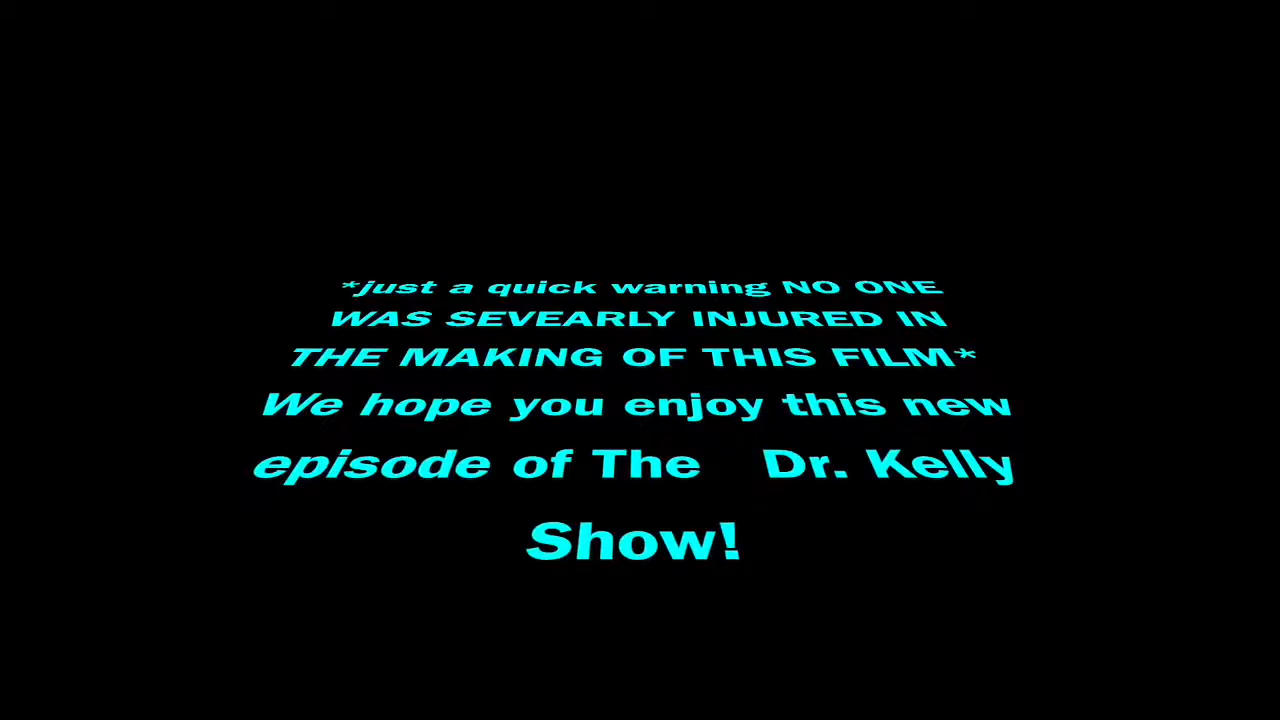 *just a quick warning NO ONE
WAS SEVEARLY INJURED IN
THE MAKING OF THIS FILM*
We hope you enjoy this new
episode of The Dr. Kelly
Show!